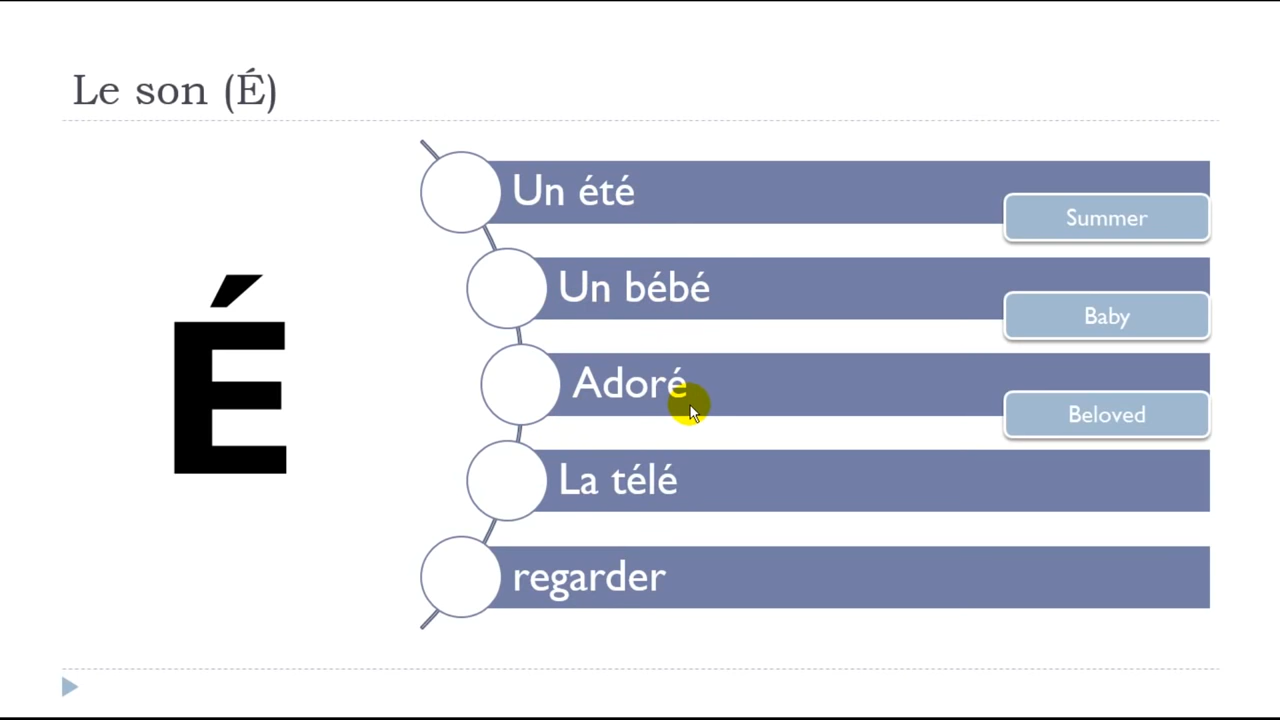 Le son (É)
É
Un été
Summer
Un bébé
Baby
Adoré
Beloved
La télé
regarder